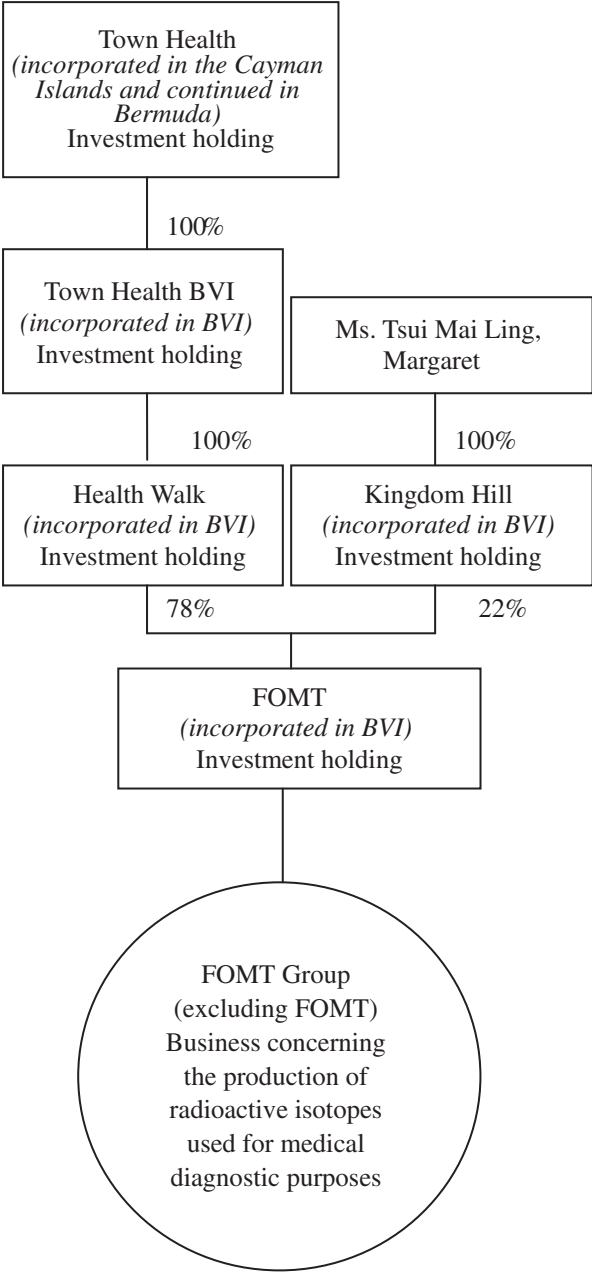 Town Health
(incorporated in the Cayman
Islands and continued in
Bermuda)
Investment holding
100%
Town Health BVI
(incorporated in BVI)
Investment holding
Ms. Tsui Mai Ling,
Margaret
100%
100%
Health Walk
(incorporated in BVI)
Investment holding
Kingdom Hill
(incorporated in BVI)
Investment holding
78%
22%
FOMT
(incorporated in BVI)
Investment holding
FOMT Group
(excluding FOMT)
Business concerning
the production of
radioactive isotopes
used for medical
diagnostic purposes